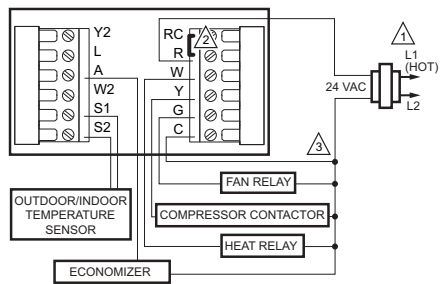 Y2
L
A
W2
S1
S2
RC
R
W
Y
G
C
2
1
L1
(HOT)
24 VAC
L2
3
FAN RELAY
OUTDOOR/INDOOR
TEMPERATURE
SENSOR
COMPRESSOR CONTACTOR
HEAT RELAY
ECONOMIZER